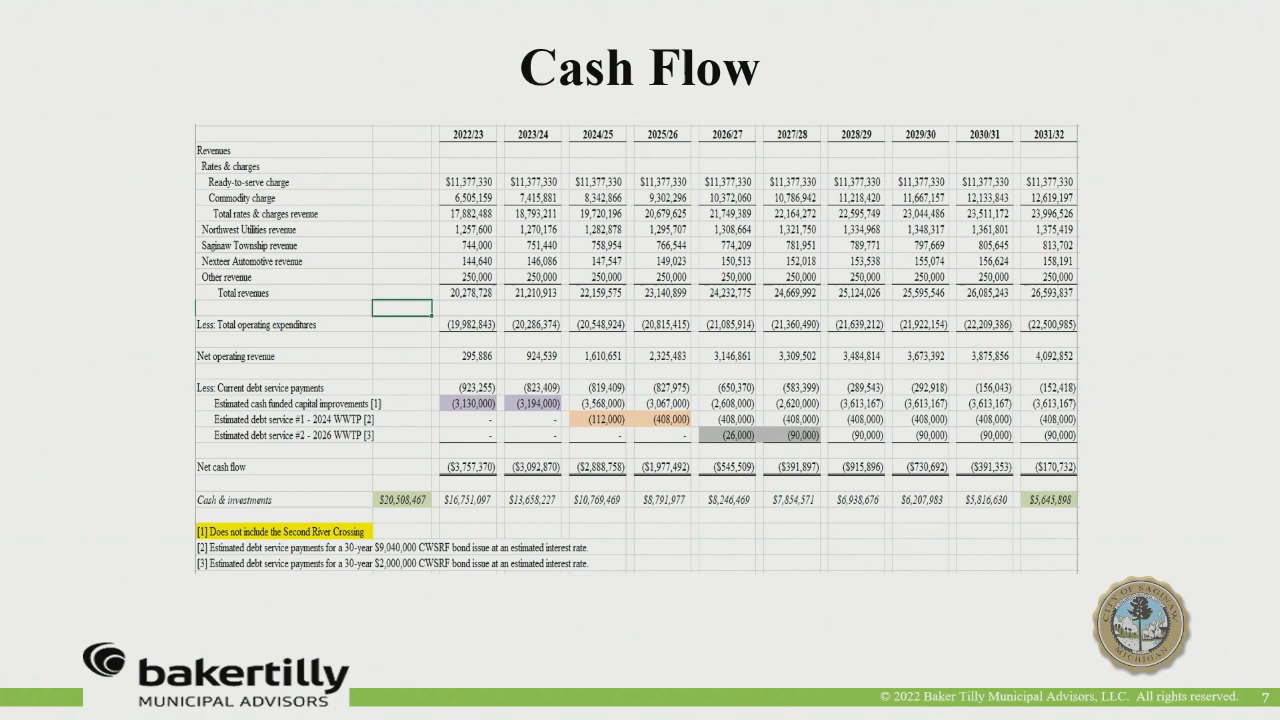 Cash Flow
2022/23 2023/24 2024/25 2025/26 2026/27 2027/28 2028/29 2029/30 2030/31 2031/32
Revenues
Rates & charges
Ready-to-serve charge $11,377,330 $11,377,330 $11,377,330 $11,377,330 $11,377,330 $11,377,330 $11,377,330 $11,377,330 $11,377,330 $11,377,330
Commodity charge 6,505,159 7,415,881 8,342,866 9,302,296 10,372,060 10,786,942 11,218,420 11,667,157 12,133,843 12,619,197
Total rates & charges revenue 17,882,488 18,793,211 19,720,196 20,679,625 21,749,389 22,164,272 22,595,749 23,044,486 23,511,172 23,996,526
Northwest Utilities revenue 1,257,600 1,270,176 1,282,878 1,295,707 1,308,664 1,321,750 1,334,968 1,348,317 1,361,801 1,375,419
Saginaw Township revenue 744,000 751,440 758,954 766,544 774,209 781,951 789,771 797,669 805,645 813,702
Nexteer Automotive revenue 144,640 146,086 147,547 149,023 150,513 152,018 153,538 155,074 156,624 158,191
Other revenue 250,000 250,000 250,000 250,000 250,000 250,000 250,000 250,000 250,000 250,000
Total revenues 20,278,728 21,210,913 22,159,575 23,140,899 24,232,775 24,669,992 25,124,026 25,595,546 26,085,243 26,593,837
Less: Total operating expenditures (19,982,843) (20,286,374) (20,548,924) (20,815,415) (21,085,914) (21,360,490) (21,639,212) (21,922,154) (22,209,386) (22,500,985)
Net operating revenue 295,886 924,539 1,610,651 2,325,483 3,146,861 3,309,502 3,484,814 3,673,392 3,875,856 4,092,852
Less: Current debt service payments (923,255) (823,409) (819,409) (827,975) (650,370) (583,399) (289,543) (292,918) (156,043) (152,418)
Estimated cash funded capital improvements [1] (3,130,000) (3,194,000) (3,568,000) (3,067,000) (2,608,000) (2,620,000) (3,613,167) (3,613,167) (3,613,167) (3,613,167)
Estimated debt service #1 - 2024 WWTP [2] - - (112,000) (408,000) (408,000) (408,000) (408,000) (408,000) (408,000) (408,000)
Estimated debt service #2 - 2026 WWTP [3] - - - - (26,000) (90,000) (90,000) (90,000) (90,000) (90,000)
Net cash flow ($3,757,370) ($3,092,870) ($2,888,758) ($1,977,492) ($545,509) ($391,897) ($915,896) ($730,692) ($391,353) ($170,732)
Cash & investments $20,508,467 $16,751,097 $13,658,227 $10,769,469 $8,791,977 $8,246,469 $7,854,571 $6,938,676 $6,207,983 $5,816,630 $5,645,898
[1] Does not include the Second River Crossing
[2] Estimated debt service payments for a 30-year $9,040,000 CWSRF bond issue at an estimated interest rate.
[3] Estimated debt service payments for a 30-year $2,000,000 CWSRF bond issue at an estimated interest rate.
CITY OF SAGINAW
MICHIGAN
bakertilly
MUNICIPAL ADVISORS
© 2022 Baker Tilly Municipal Advisors, LLC. All rights reserved. 7